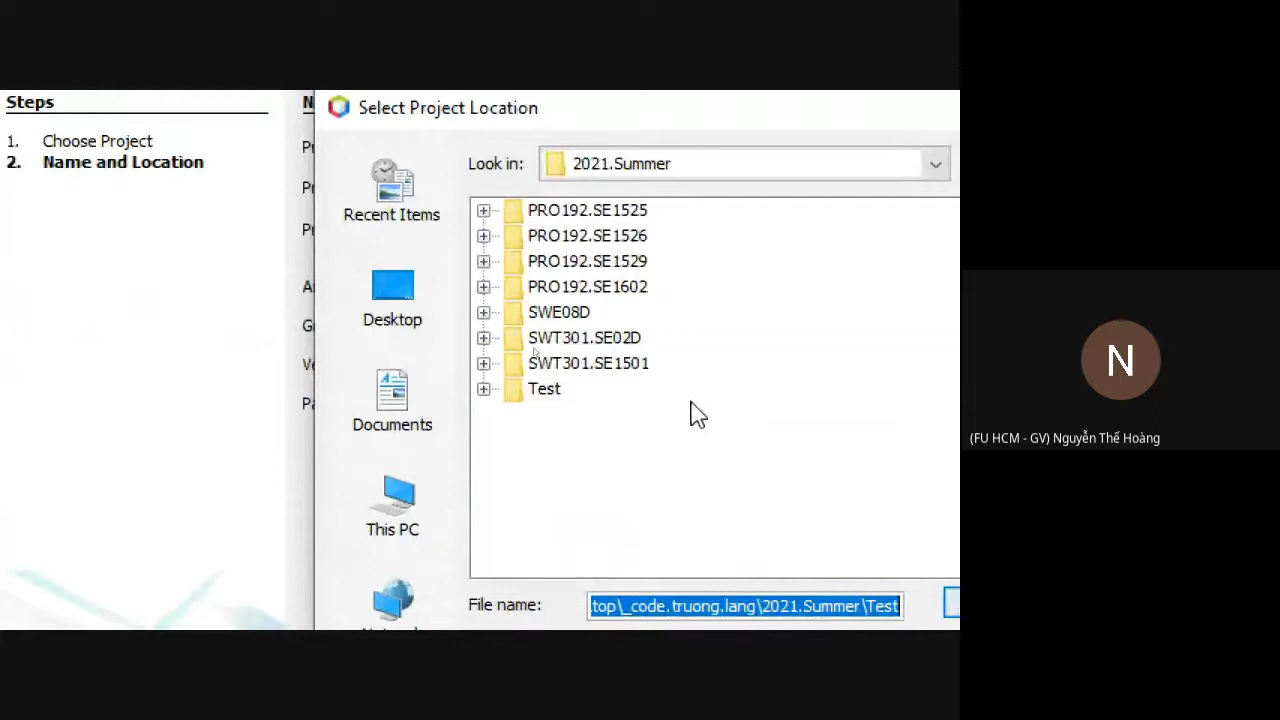 Steps
1. Choose Project
2. Name and Location
Select Project Location
Look in: 2021.Summer
Recent Items
Desktop
Documents
This PC
PRO192.SE1525
PRO192.SE1526
PRO192.SE1529
PRO192.SE1602
SWE08D
SWT301.SE02D
SWT301.SE1501
Test
File name: top\_code.truong.lang\2021.Summer\Test
N
(FU HCM - GV) Nguyễn Thế Hoàng